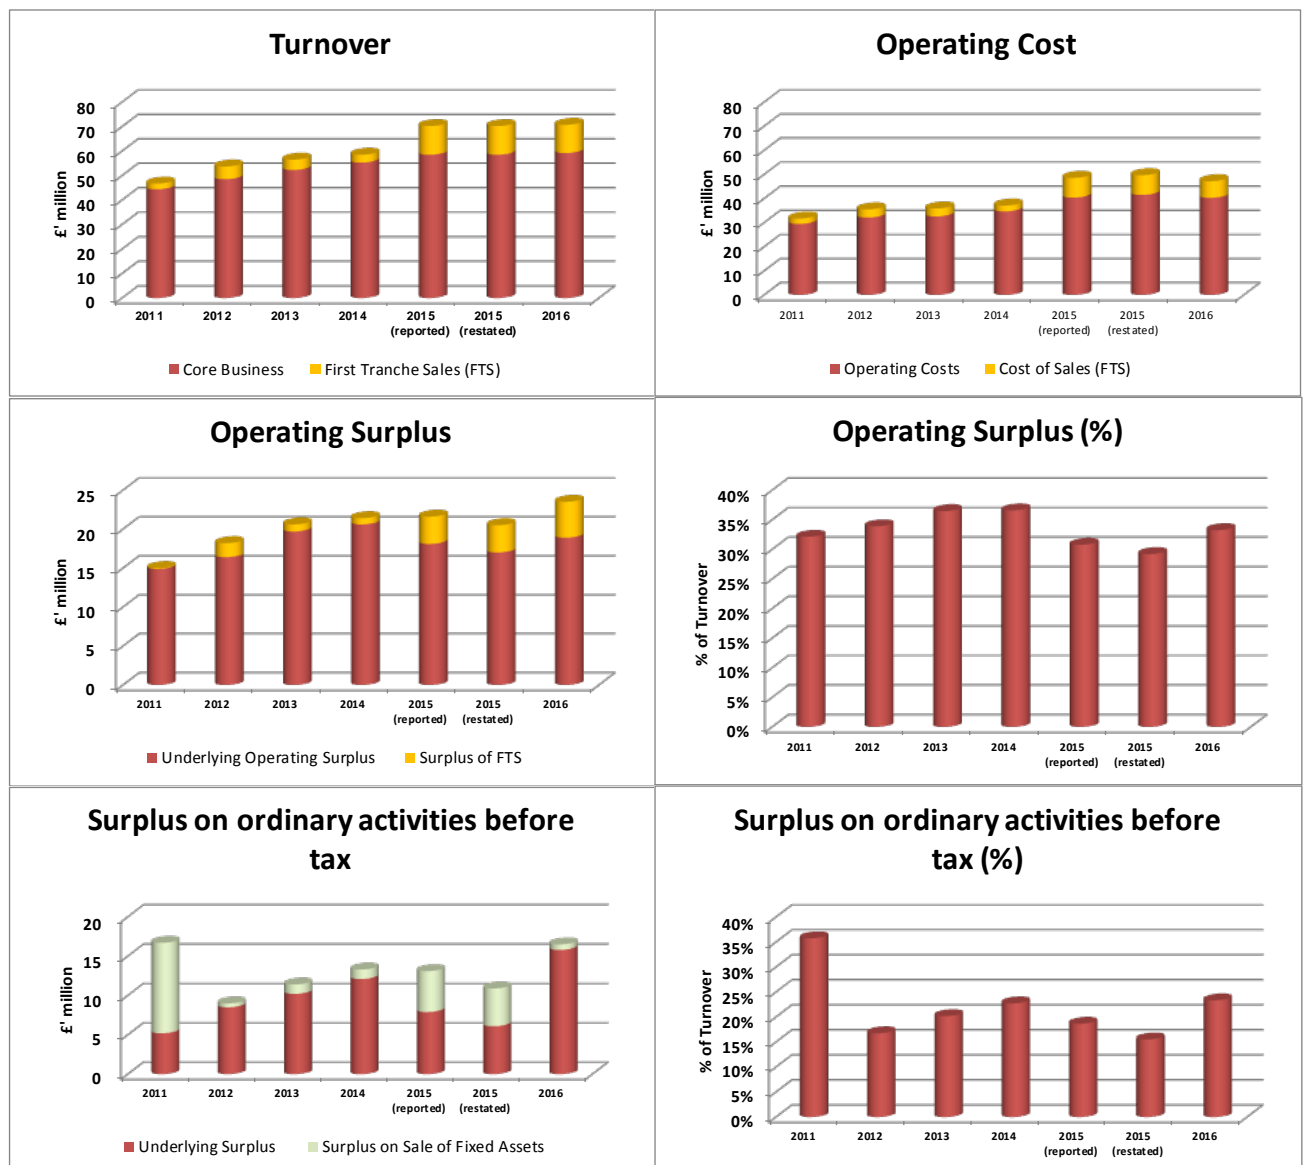 Turnover
£' million
80
70
60
50
40
30
20
10
0
2011 2012 2013 2014 2015 (reported) 2015 (restated) 2016
Core Business First Tranche Sales (FTS)
Operating Cost
£' million
80
70
60
50
40
30
20
10
0
2011 2012 2013 2014 2015 (reported) 2015 (restated) 2016
Operating Costs Cost of Sales (FTS)
Operating Surplus
£' million
25
20
15
10
5
0
2011 2012 2013 2014 2015 (reported) 2015 (restated) 2016
Underlying Operating Surplus Surplus of FTS
Operating Surplus (%)
% of Turnover
40%
35%
30%
25%
20%
15%
10%
5%
0%
2011 2012 2013 2014 2015 (reported) 2015 (restated) 2016
Surplus on ordinary activities before
tax
£' million
20
15
10
5
0
2011 2012 2013 2014 2015 (reported) 2015 (restated) 2016
Underlying Surplus Surplus on Sale of Fixed Assets
Surplus on ordinary activities before
tax (%)
% of Turnover
40%
35%
30%
25%
20%
15%
10%
5%
0%
2011 2012 2013 2014 2015 (reported) 2015 (restated) 2016